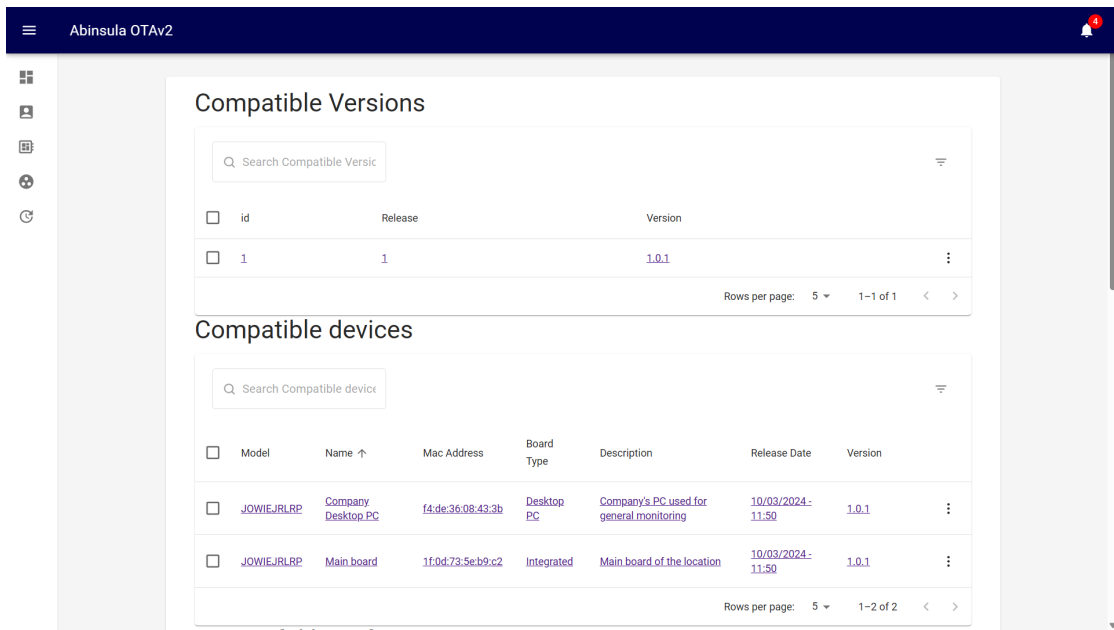 Abinsula OTAv2
4
Compatible Versions
Search Compatible Versic
id Release Version
1 1 1.0.1
Rows per page: 5 1–1 of 1
Compatible devices
Search Compatible device
Model Name Mac Address Board Type Description Release Date Version
JOWIEJRLRP Company Desktop PC f4:de:36:08:43:3b Desktop PC Company's PC used for general monitoring 10/03/2024 - 11:50 1.0.1
JOWIEJRLRP Main board 1f:0d:73:5e:b9:c2 Integrated Main board of the location 10/03/2024 - 11:50 1.0.1
Rows per page: 5 1–2 of 2